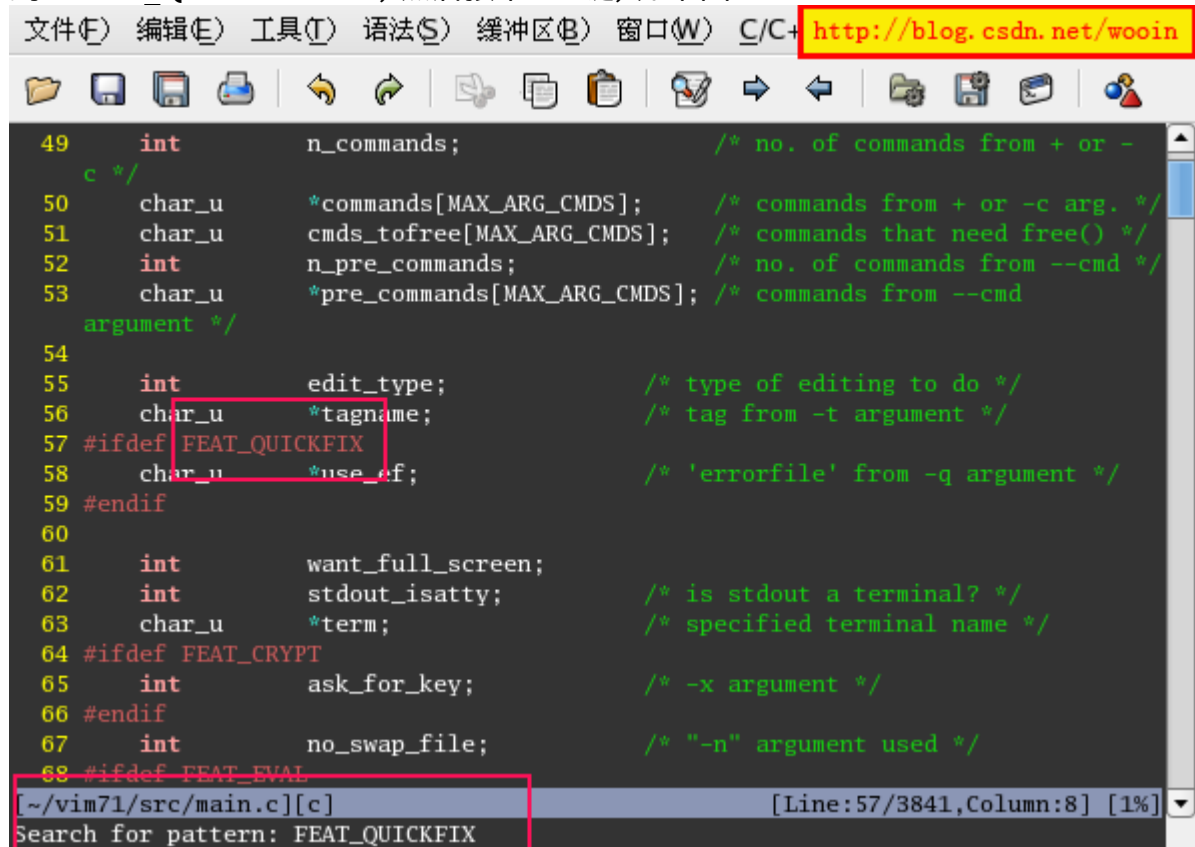 文件(F) 编辑(E) 工具(T) 语法(S) 缓冲区(B) 窗口(W) C/C+ http://blog.csdn.net/wooin
49 int n_commands; /* no. of commands from + or -
c */
50 char_u *commands[MAX_ARG_CMDS]; /* commands from + or -c arg. */
51 char_u cmds_tofree[MAX_ARG_CMDS]; /* commands that need free() */
52 int n_pre_commands; /* no. of commands from --cmd */
53 char_u *pre_commands[MAX_ARG_CMDS]; /* commands from --cmd
argument */
54
55 int edit_type; /* type of editing to do */
56 char_u *tagname; /* tag from -t argument */
57 #ifdef FEAT_QUICKFIX
58 char_u *use_ef; /* 'errorfile' from -q argument */
59 #endif
60
61 int want_full_screen;
62 int stdout_isatty; /* is stdout a terminal? */
63 char_u *term; /* specified terminal name */
64 #ifdef FEAT_CRYPT
65 int ask_for_key; /* -x argument */
66 #endif
67 int no_swap_file; /* "-n" argument used */
68 #ifdef FEAT_EVAL
[~/vim71/src/main.c][c] [Line:57/3841,Column:8] [1%]
Search for pattern: FEAT_QUICKFIX